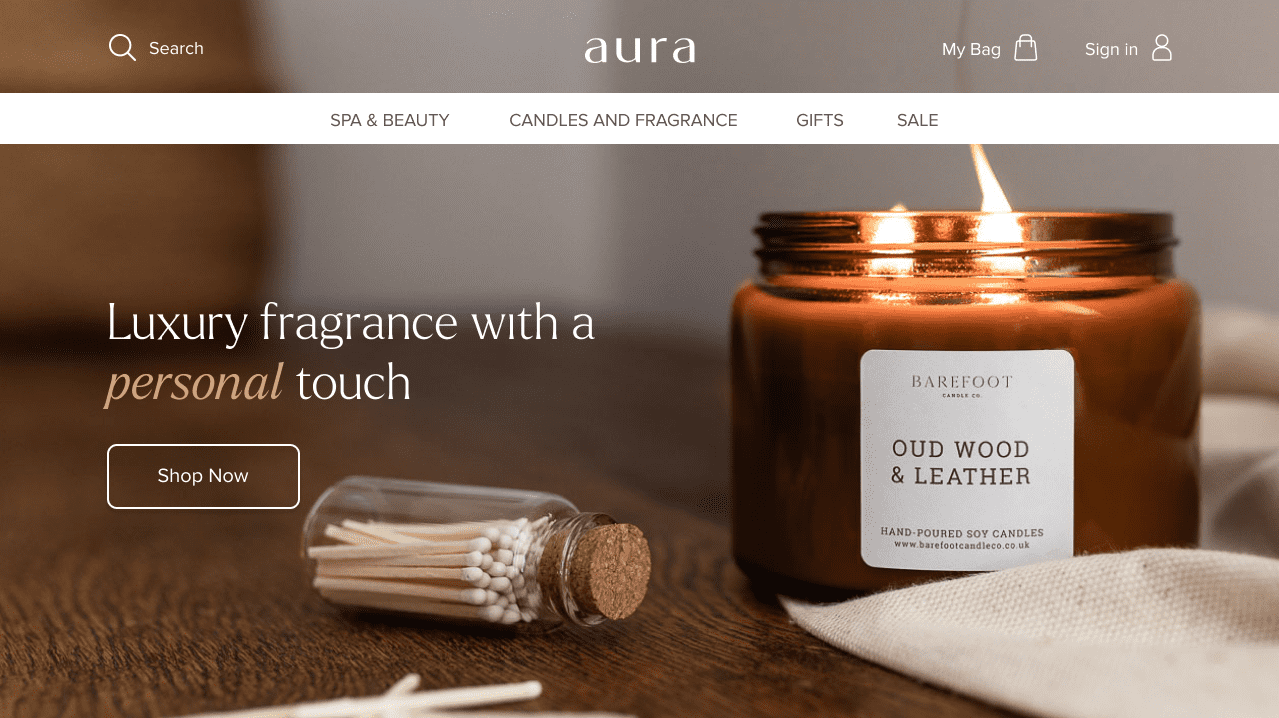 Search
aura
My Bag
Sign in
SPA & BEAUTY
CANDLES AND FRAGRANCE
GIFTS
SALE
Luxury fragrance with a
personal touch
Shop Now
BAREFOOT
CANDLE CO.
OUD WOOD
& LEATHER
HAND-POURED SOY CANDLES
www.barefootcandleco.co.uk